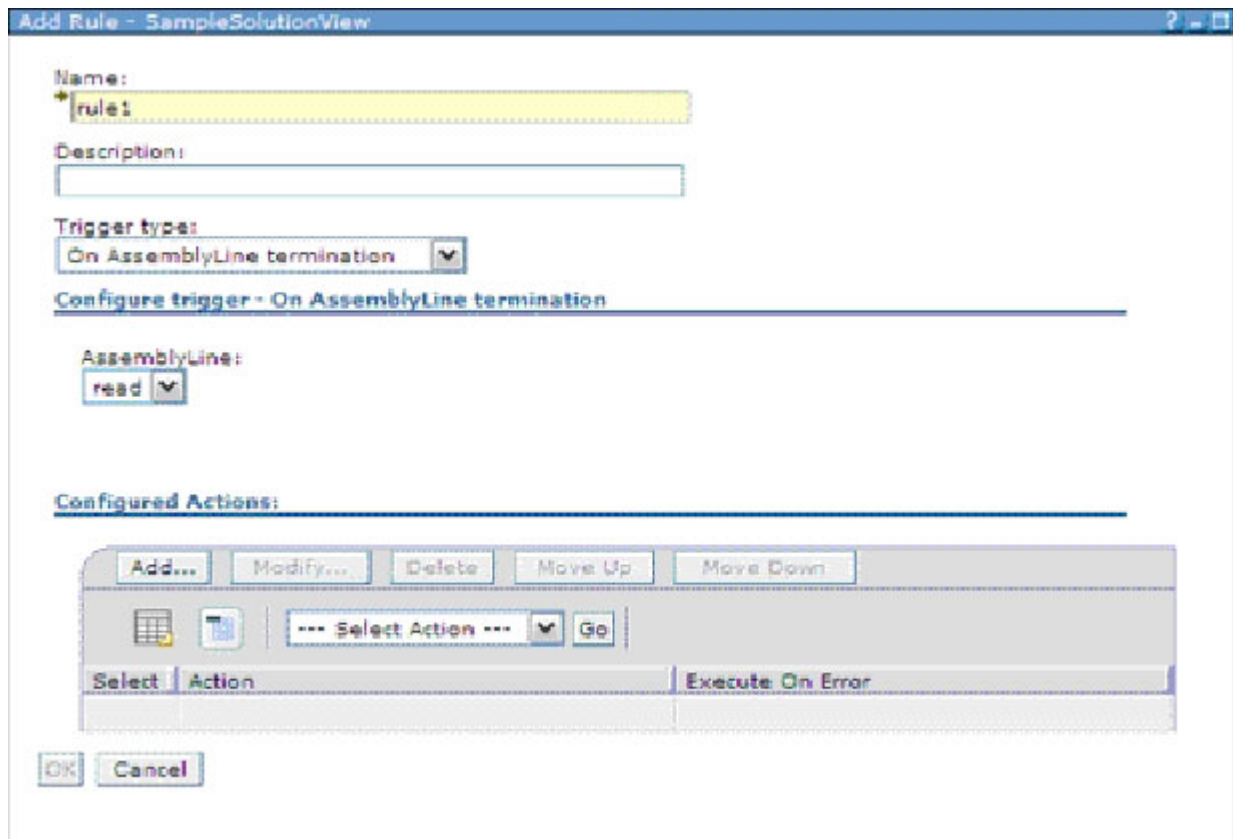 Add Rule - SampleSolutionView ?
Name:
rule1
Description:
Trigger type:
On AssemblyLine termination
Configure trigger - On AssemblyLine termination
AssemblyLine:
read
Configured Actions:
Add... Modify... Delete Move Up Move Down
--- Select Action --- Go
Select Action Execute On Error
OK Cancel